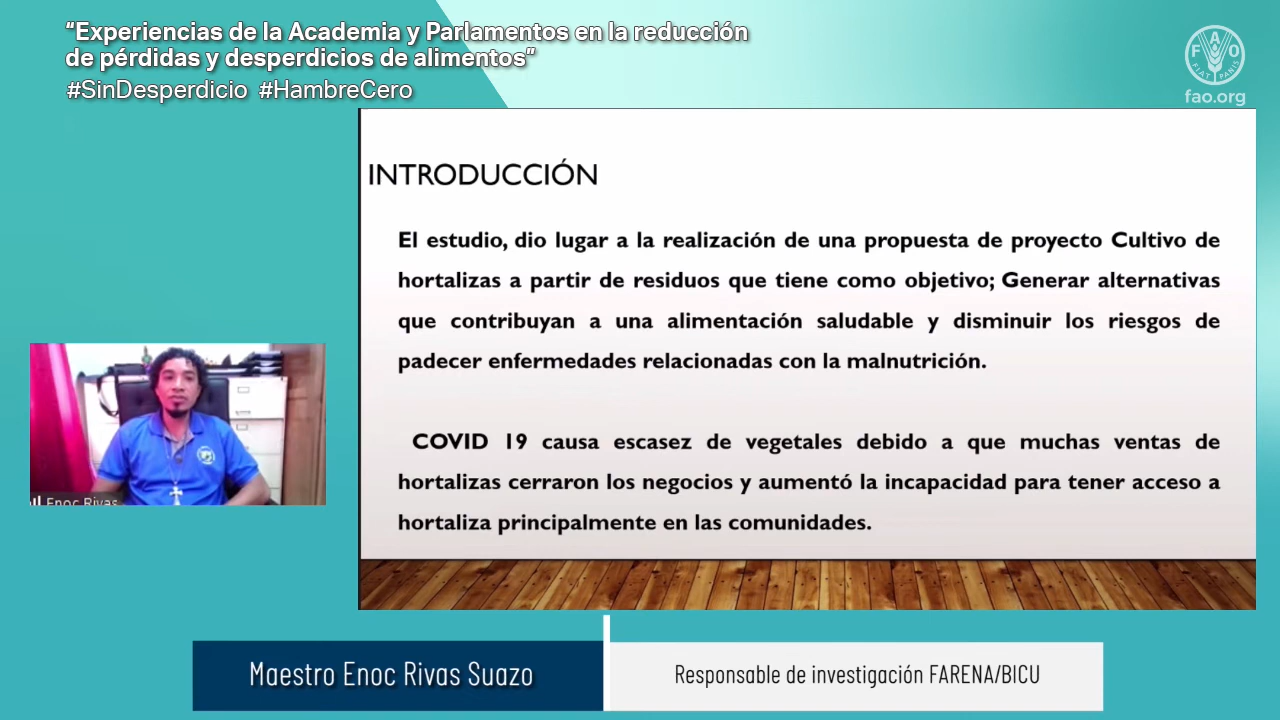 “Experiencias de la Academia y Parlamentos en la reducción
de pérdidas y desperdicios de alimentos”
#SinDesperdicio #HambreCero
F A O
FIAT PANIS
fao.org
INTRODUCCIÓN
El estudio, dio lugar a la realización de una propuesta de proyecto Cultivo de
hortalizas a partir de residuos que tiene como objetivo; Generar alternativas
que contribuyan a una alimentación saludable y disminuir los riesgos de
padecer enfermedades relacionadas con la malnutrición.
COVID 19 causa escasez de vegetales debido a que muchas ventas de
hortalizas cerraron los negocios y aumentó la incapacidad para tener acceso a
hortaliza principalmente en las comunidades.
Enoc Rivas
Maestro Enoc Rivas Suazo
Responsable de investigación FARENA/BICU